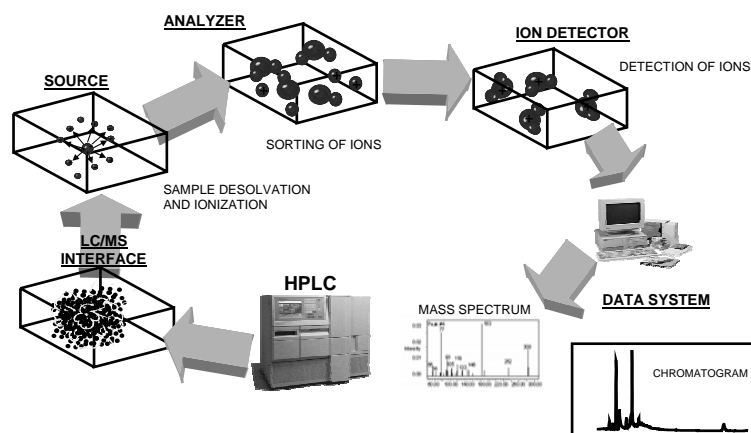 ANALYZER
ION DETECTOR
DETECTION OF IONS
SOURCE
SORTING OF IONS
SAMPLE DESOLVATION
AND IONIZATION
LC/MS
INTERFACE
HPLC
MASS SPECTRUM
DATA SYSTEM
CHROMATOGRAM